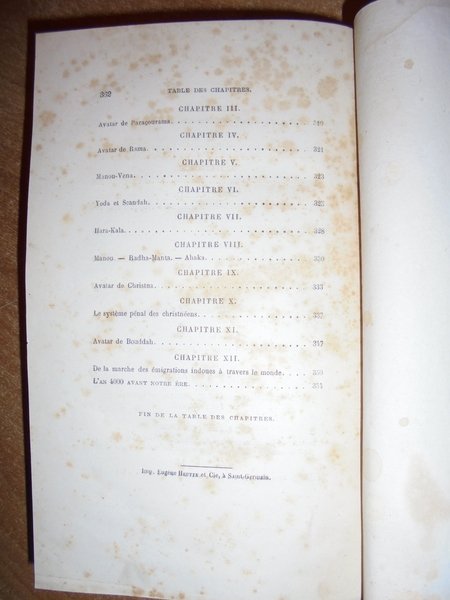 362 TABLE DES CHAPITRES.
CHAPITRE III.
Avatar de Paraçourama. . . . . . . . . . . . . . . . 319
CHAPITRE IV.
Avatar de Rama. . . . . . . . . . . . . . . . . . . 321
CHAPITRE V.
Manou-Vena. . . . . . . . . . . . . . . . . . . . 323
CHAPITRE VI.
Yoda et Scandah. . . . . . . . . . . . . . . . . . 325
CHAPITRE VII.
Hara-Kala. . . . . . . . . . . . . . . . . . . . . 328
CHAPITRE VIII.
Manou — Radha-Manta. — Ahaka. . . . . . . . . . . . 330
CHAPITRE IX.
Avatar de Christna. . . . . . . . . . . . . . . . . 333
CHAPITRE X.
Le système pénal des christnéens. . . . . . . . . . . 337
CHAPITRE XI.
Avatar de Bouddah. . . . . . . . . . . . . . . . . 347
CHAPITRE XII.
De la marche des émigrations indoues à travers le monde. . . . 350
L'AN 4000 AVANT NOTRE ÈRE. . . . . . . . . . . . . . 351
FIN DE LA TABLE DES CHAPITRES.
Imp. Eugène HEUTTE et Cie, à Saint-Germain.